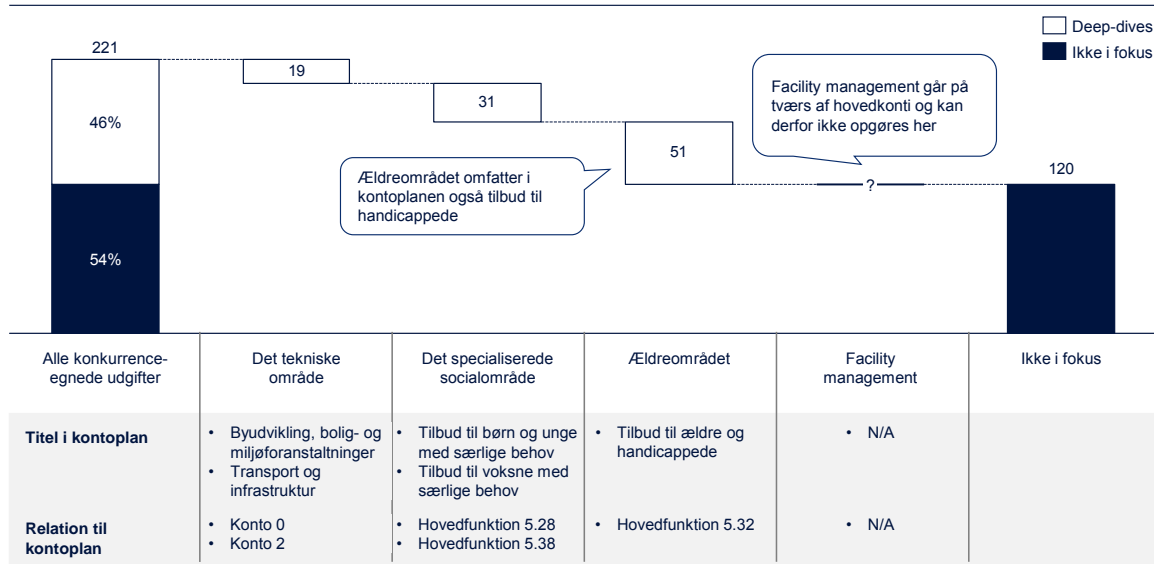 Deep-dives
Ikke i fokus
221
46%
54%
19
31
51
Facility management går på
tværs af hovedkonti og kan
derfor ikke opgøres her
Ældreområdet omfatter i
kontoplanen også tilbud til
handicappede
?
120
Alle konkurrence-
egnede udgifter
Det tekniske
område
Det specialiserede
socialområde
Ældreområdet
Facility
management
Ikke i fokus
Titel i kontoplan
• Byudvikling, bolig- og
miljøforanstaltninger
• Transport og
infrastruktur
• Tilbud til børn og unge
med særlige behov
• Tilbud til voksne med
særlige behov
• Tilbud til ældre og
handicappede
• N/A
Relation til
kontoplan
• Konto 0
• Konto 2
• Hovedfunktion 5.28
• Hovedfunktion 5.38
• Hovedfunktion 5.32
• N/A